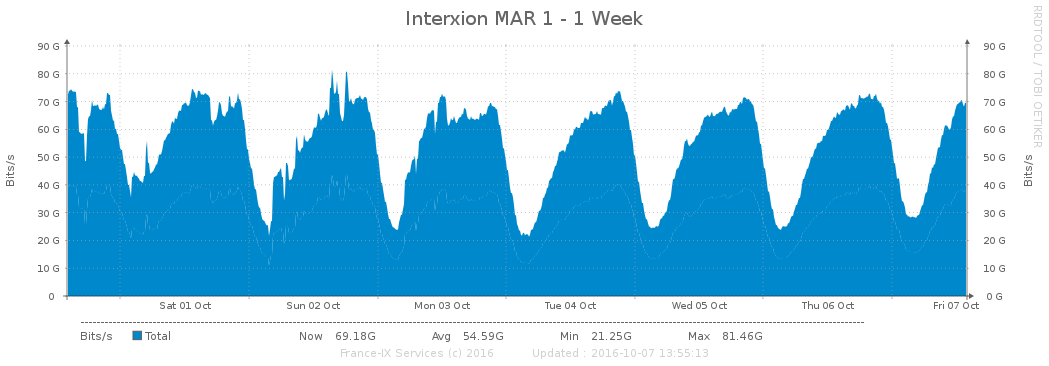 Interxion MAR 1 - 1 Week
RRDTOOL / TOBI OETIKER
90 G 90 G
80 G 80 G
70 G 70 G
60 G 60 G
50 G 50 G
40 G 40 G
30 G 30 G
20 G 20 G
10 G 10 G
0 0 G
Bits/s
Bits/s
Sat 01 Oct Sun 02 Oct Mon 03 Oct Tue 04 Oct Wed 05 Oct Thu 06 Oct Fri 07 Oct
Bits/s Total Now 69.18G Avg 54.59G Min 21.25G Max 81.46G
France-IX Services (c) 2016 Updated : 2016-10-07 13:55:13